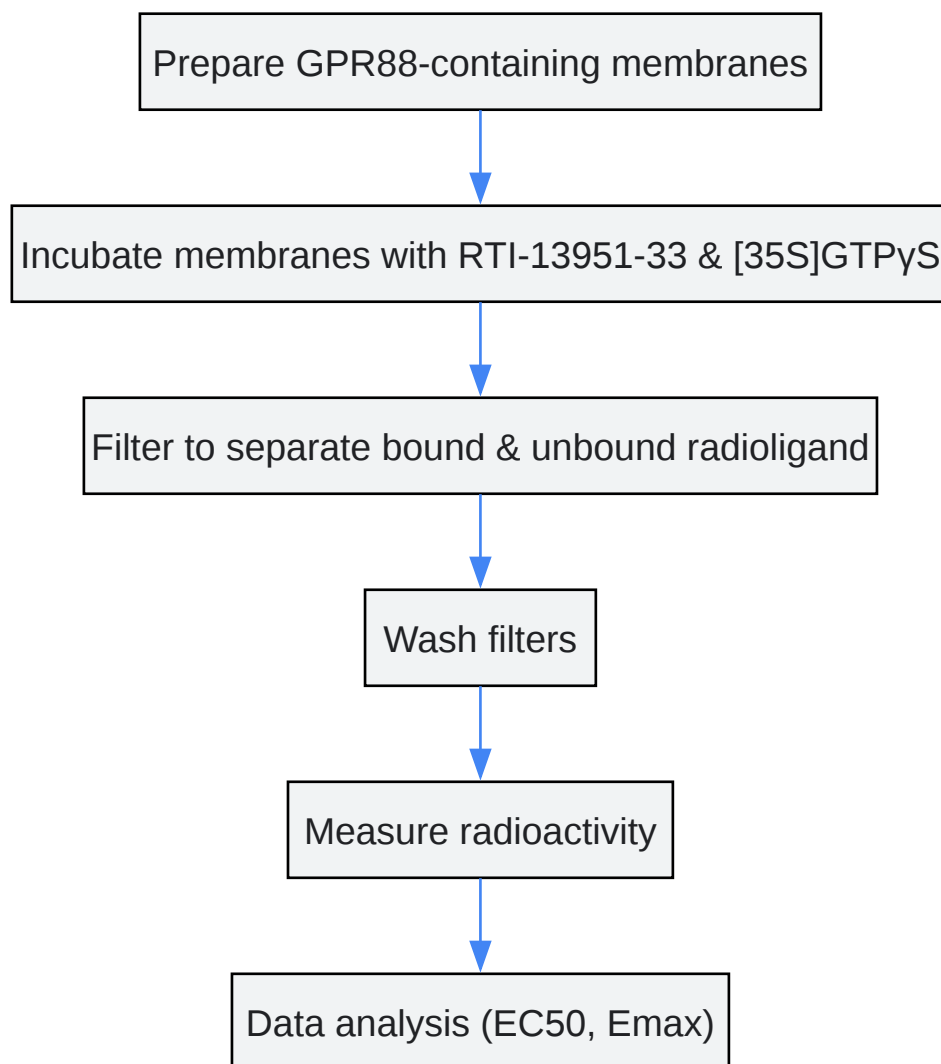 Prepare GPR88-containing membranes
Incubate membranes with RTI-13951-33 & [35S]GTPγS
Filter to separate bound & unbound radioligand
Wash filters
Measure radioactivity
Data analysis (EC50, Emax)